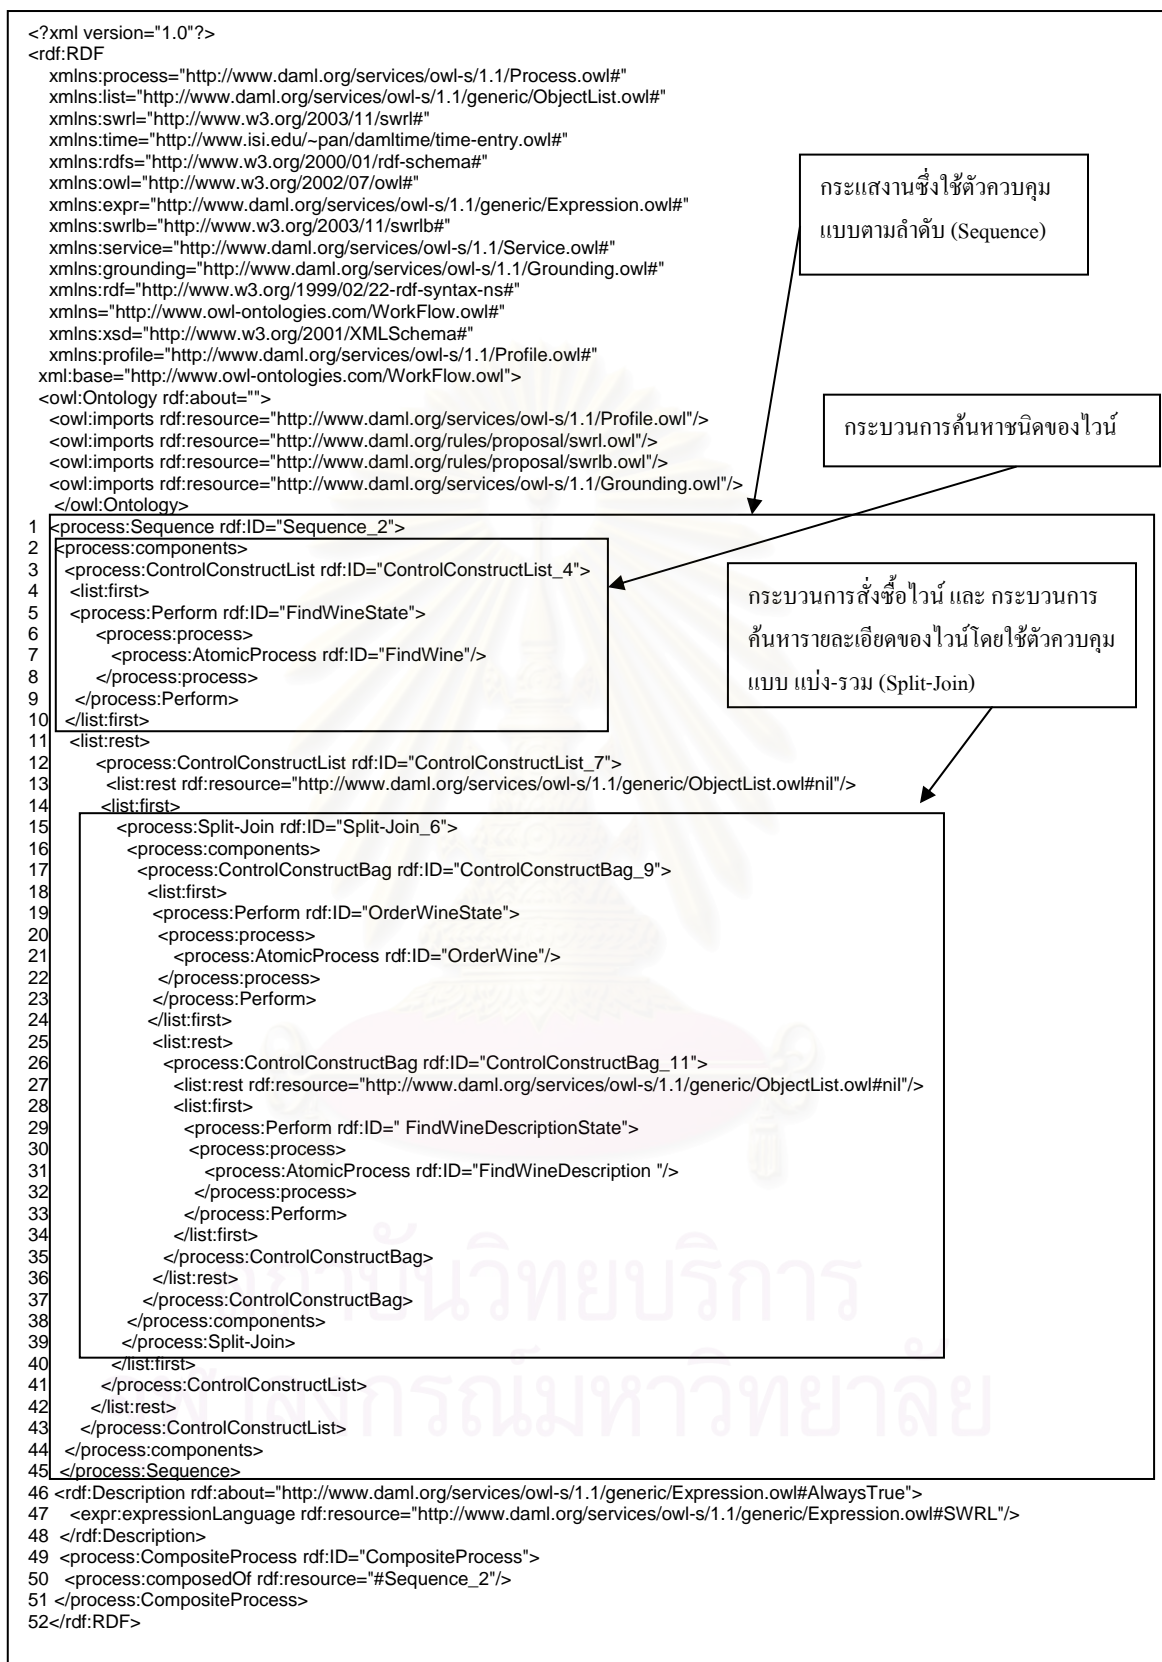 <?xml version="1.0"?>
<rdf:RDF
xmlns:process="http://www.daml.org/services/owl-s/1.1/Process.owl#"
xmlns:list="http://www.daml.org/services/owl-s/1.1/generic/ObjectList.owl#"
xmlns:swrl="http://www.w3.org/2003/11/swrl#"
xmlns:time="http://www.isi.edu/~pan/damltime/time-entry.owl#"
xmlns:rdfs="http://www.w3.org/2000/01/rdf-schema#"
xmlns:owl="http://www.w3.org/2002/07/owl#"
xmlns:expr="http://www.daml.org/services/owl-s/1.1/generic/Expression.owl#"
xmlns:swrlb="http://www.w3.org/2003/11/swrlb#"
xmlns:service="http://www.daml.org/services/owl-s/1.1/Service.owl#"
xmlns:grounding="http://www.daml.org/services/owl-s/1.1/Grounding.owl#"
xmlns:rdf="http://www.w3.org/1999/02/22-rdf-syntax-ns#"
xmlns="http://www.owl-ontologies.com/WorkFlow.owl#"
xmlns:xsd="http://www.w3.org/2001/XMLSchema#"
xmlns:profile="http://www.daml.org/services/owl-s/1.1/Profile.owl#"
xml:base="http://www.owl-ontologies.com/WorkFlow.owl">
<owl:Ontology rdf:about="">
<owl:imports rdf:resource="http://www.daml.org/services/owl-s/1.1/Profile.owl"/>
<owl:imports rdf:resource="http://www.daml.org/rules/proposal/swrl.owl"/>
<owl:imports rdf:resource="http://www.daml.org/rules/proposal/swrlb.owl"/>
<owl:imports rdf:resource="http://www.daml.org/services/owl-s/1.1/Grounding.owl"/>
</owl:Ontology>
กระแสงานซึ่งใช้ตัวควบคุม
แบบตามลำดับ (Sequence)
กระบวนการค้นหาชนิดของไวน์
กระบวนการสั่งซื้อไวน์ และ กระบวนการ
ค้นหารายละเอียดของไวน์โดยใช้ตัวควบคุม
แบบ แบ่ง-รวม (Split-Join)
1 <process:Sequence rdf:ID="Sequence_2">
2 <process:components>
3 <process:ControlConstructList rdf:ID="ControlConstructList_4">
4 <list:first>
5 <process:Perform rdf:ID="FindWineState">
6 <process:process>
7 <process:AtomicProcess rdf:ID="FindWine"/>
8 </process:process>
9 </process:Perform>
10 </list:first>
11 <list:rest>
12 <process:ControlConstructList rdf:ID="ControlConstructList_7">
13 <list:rest rdf:resource="http://www.daml.org/services/owl-s/1.1/generic/ObjectList.owl#nil"/>
14 <list:first>
15 <process:Split-Join rdf:ID="Split-Join_6">
16 <process:components>
17 <process:ControlConstructBag rdf:ID="ControlConstructBag_9">
18 <list:first>
19 <process:Perform rdf:ID="OrderWineState">
20 <process:process>
21 <process:AtomicProcess rdf:ID="OrderWine"/>
22 </process:process>
23 </process:Perform>
24 </list:first>
25 <list:rest>
26 <process:ControlConstructBag rdf:ID="ControlConstructBag_11">
27 <list:rest rdf:resource="http://www.daml.org/services/owl-s/1.1/generic/ObjectList.owl#nil"/>
28 <list:first>
29 <process:Perform rdf:ID=" FindWineDescriptionState">
30 <process:process>
31 <process:AtomicProcess rdf:ID="FindWineDescription "/>
32 </process:process>
33 </process:Perform>
34 </list:first>
35 </process:ControlConstructBag>
36 </list:rest>
37 </process:ControlConstructBag>
38 </process:components>
39 </process:Split-Join>
40 </list:first>
41 </process:ControlConstructList>
42 </list:rest>
43 </process:ControlConstructList>
44 </process:components>
45 </process:Sequence>
46 <rdf:Description rdf:about="http://www.daml.org/services/owl-s/1.1/generic/Expression.owl#AlwaysTrue">
47 <expr:expressionLanguage rdf:resource="http://www.daml.org/services/owl-s/1.1/generic/Expression.owl#SWRL"/>
48 </rdf:Description>
49 <process:CompositeProcess rdf:ID="CompositeProcess">
50 <process:composedOf rdf:resource="#Sequence_2"/>
51 </process:CompositeProcess>
52</rdf:RDF>
สถาบันวิทยบริการ
จุฬาลงกรณ์มหาวิทยาลัย